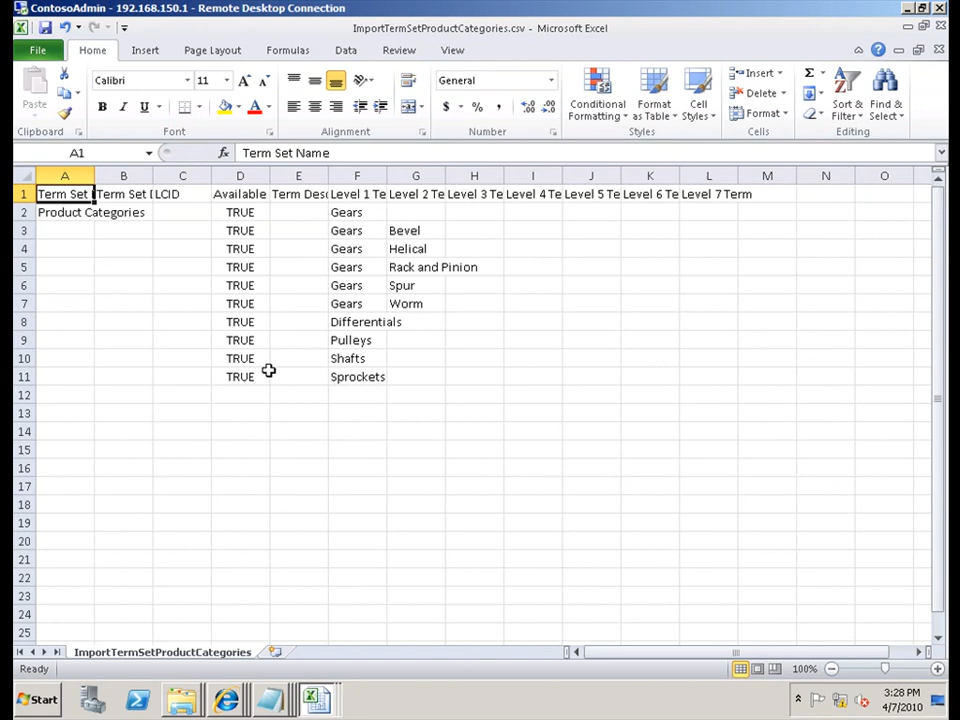 ContosoAdmin - 192.168.150.1 - Remote Desktop Connection
ImportTermSetProductCategories.csv - Microsoft Excel
File Home Insert Page Layout Formulas Data Review View
Paste
Calibri 11
B I U A
General
$ % ,
Conditional Formatting
Format as Table
Cell Styles
Insert
Delete
Format
Σ
Sort & Filter
Find & Select
Clipboard Font Alignment Number Styles Cells Editing
A1 fx Term Set Name
A B C D E F G H I J K L M N O
1 Term Set Term Set LCID Available Term Des Level 1 Te Level 2 Te Level 3 Te Level 4 Te Level 5 Te Level 6 Te Level 7 Term
2 Product Categories TRUE Gears
3 TRUE Gears Bevel
4 TRUE Gears Helical
5 TRUE Gears Rack and Pinion
6 TRUE Gears Spur
7 TRUE Gears Worm
8 TRUE Differentials
9 TRUE Pulleys
10 TRUE Shafts
11 TRUE Sprockets
12
13
14
15
16
17
18
19
20
21
22
23
24
25
ImportTermSetProductCategories
Ready 100%
Start 3:28 PM
4/7/2010